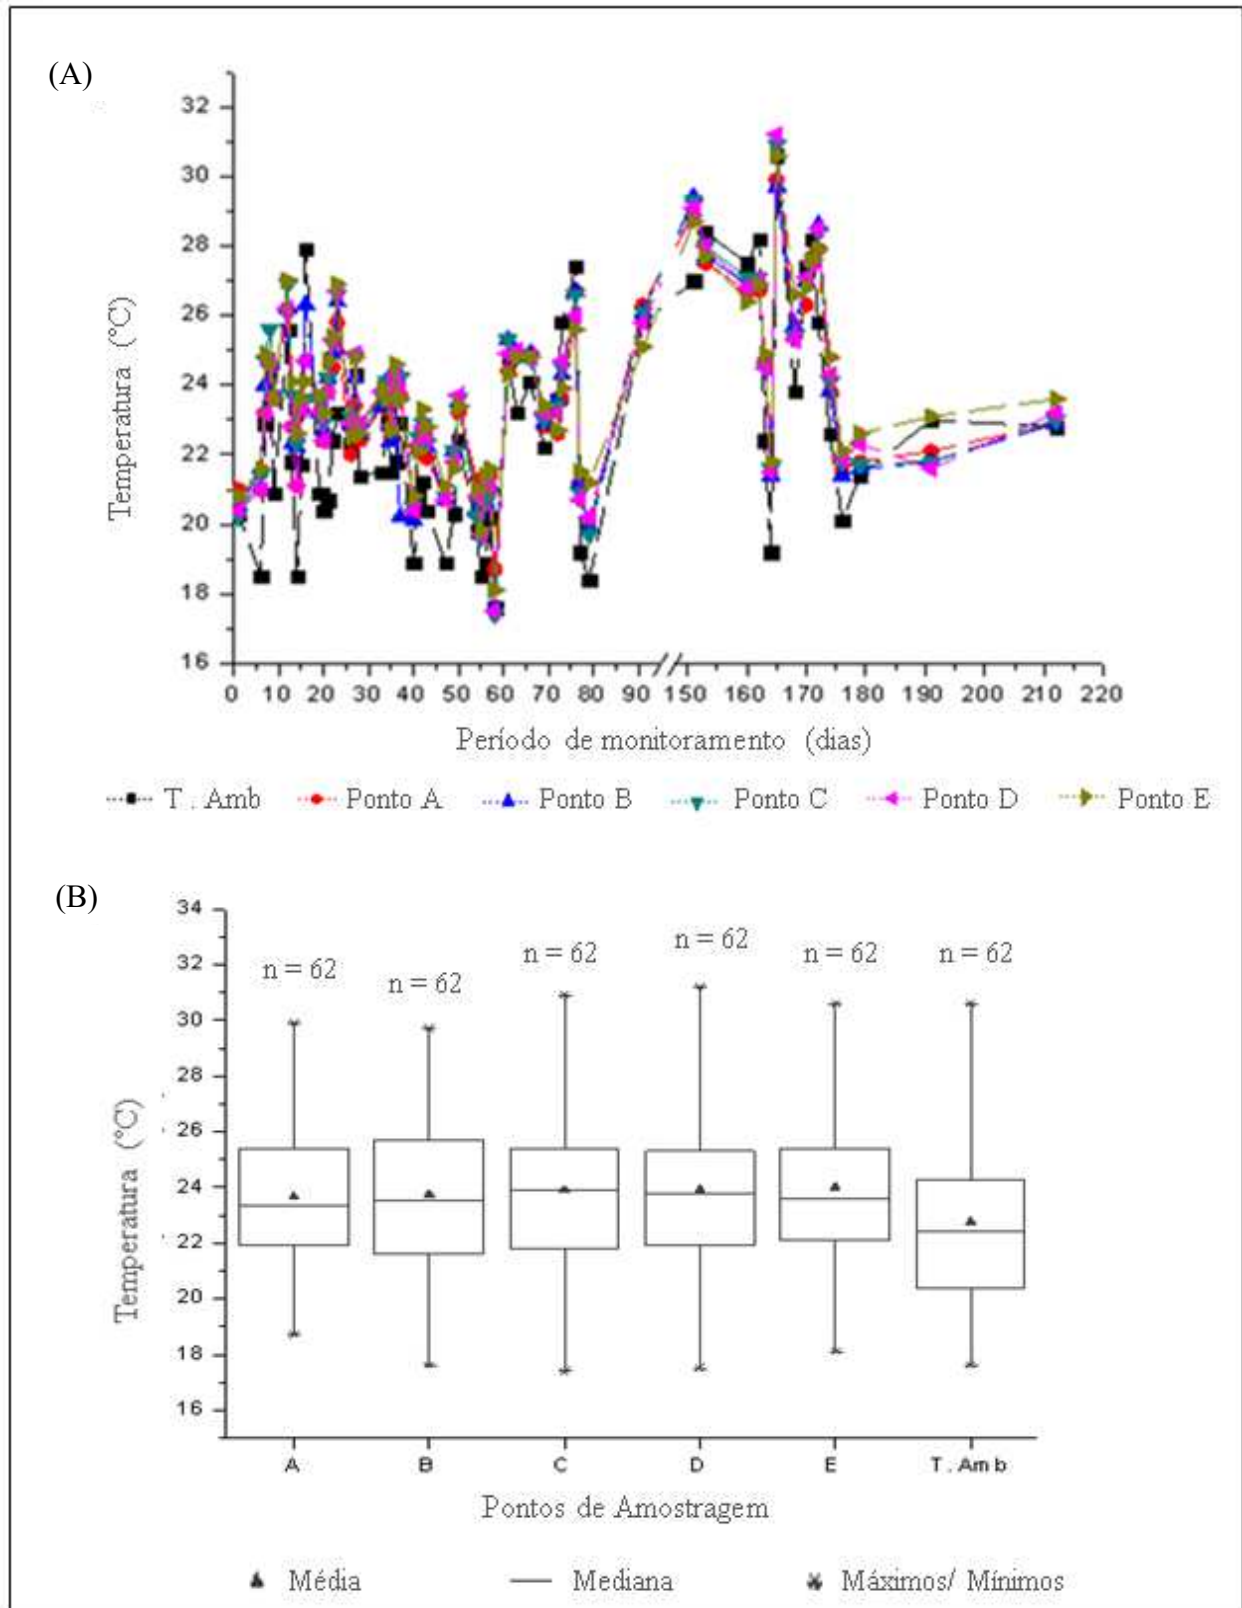 (A)
32
30
28
26
24
22
20
18
16
Temperatura (°C)
0 10 20 30 40 50 60 70 80 90 150 160 170 180 190 200 210 220
Período de monitoramento (dias)
T . Amb Ponto A Ponto B Ponto C Ponto D Ponto E
(B)
34
32
30
28
26
24
22
20
18
16
Temperatura (°C)
n = 62 n = 62 n = 62 n = 62 n = 62 n = 62
A B C D E T . Amb
Pontos de Amostragem
Média Mediana Máximos/ Mínimos